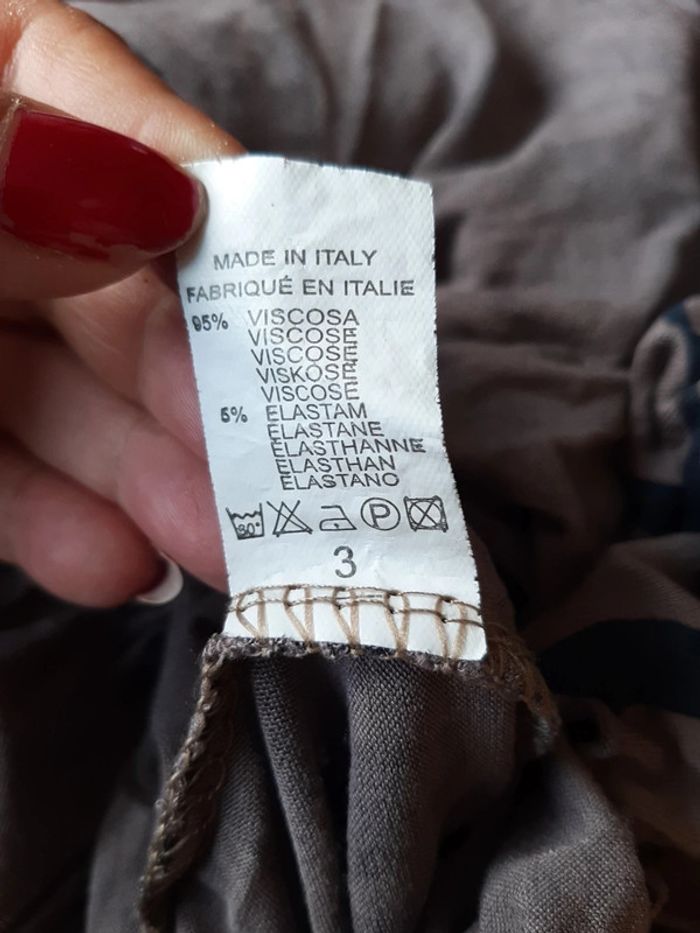 MADE IN ITALY
FABRIQUÉ EN ITALIE
95% VISCOSA
VISCOSE
VISCOSE
VISKOSE
VISCOSE
5% ELASTAM
ELASTANE
ELASTHANNE
ELASTHAN
ELASTANO
30° P
3